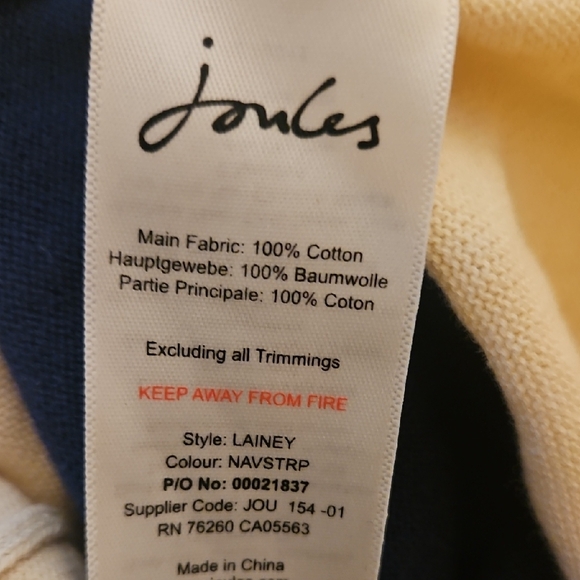 Joules
Main Fabric: 100% Cotton
Hauptgewebe: 100% Baumwolle
Partie Principale: 100% Coton
Excluding all Trimmings
KEEP AWAY FROM FIRE
Style: LAINEY
Colour: NAVSTRP
P/O No: 00021837
Supplier Code: JOU 154 -01
RN 76260 CA05563
Made in China